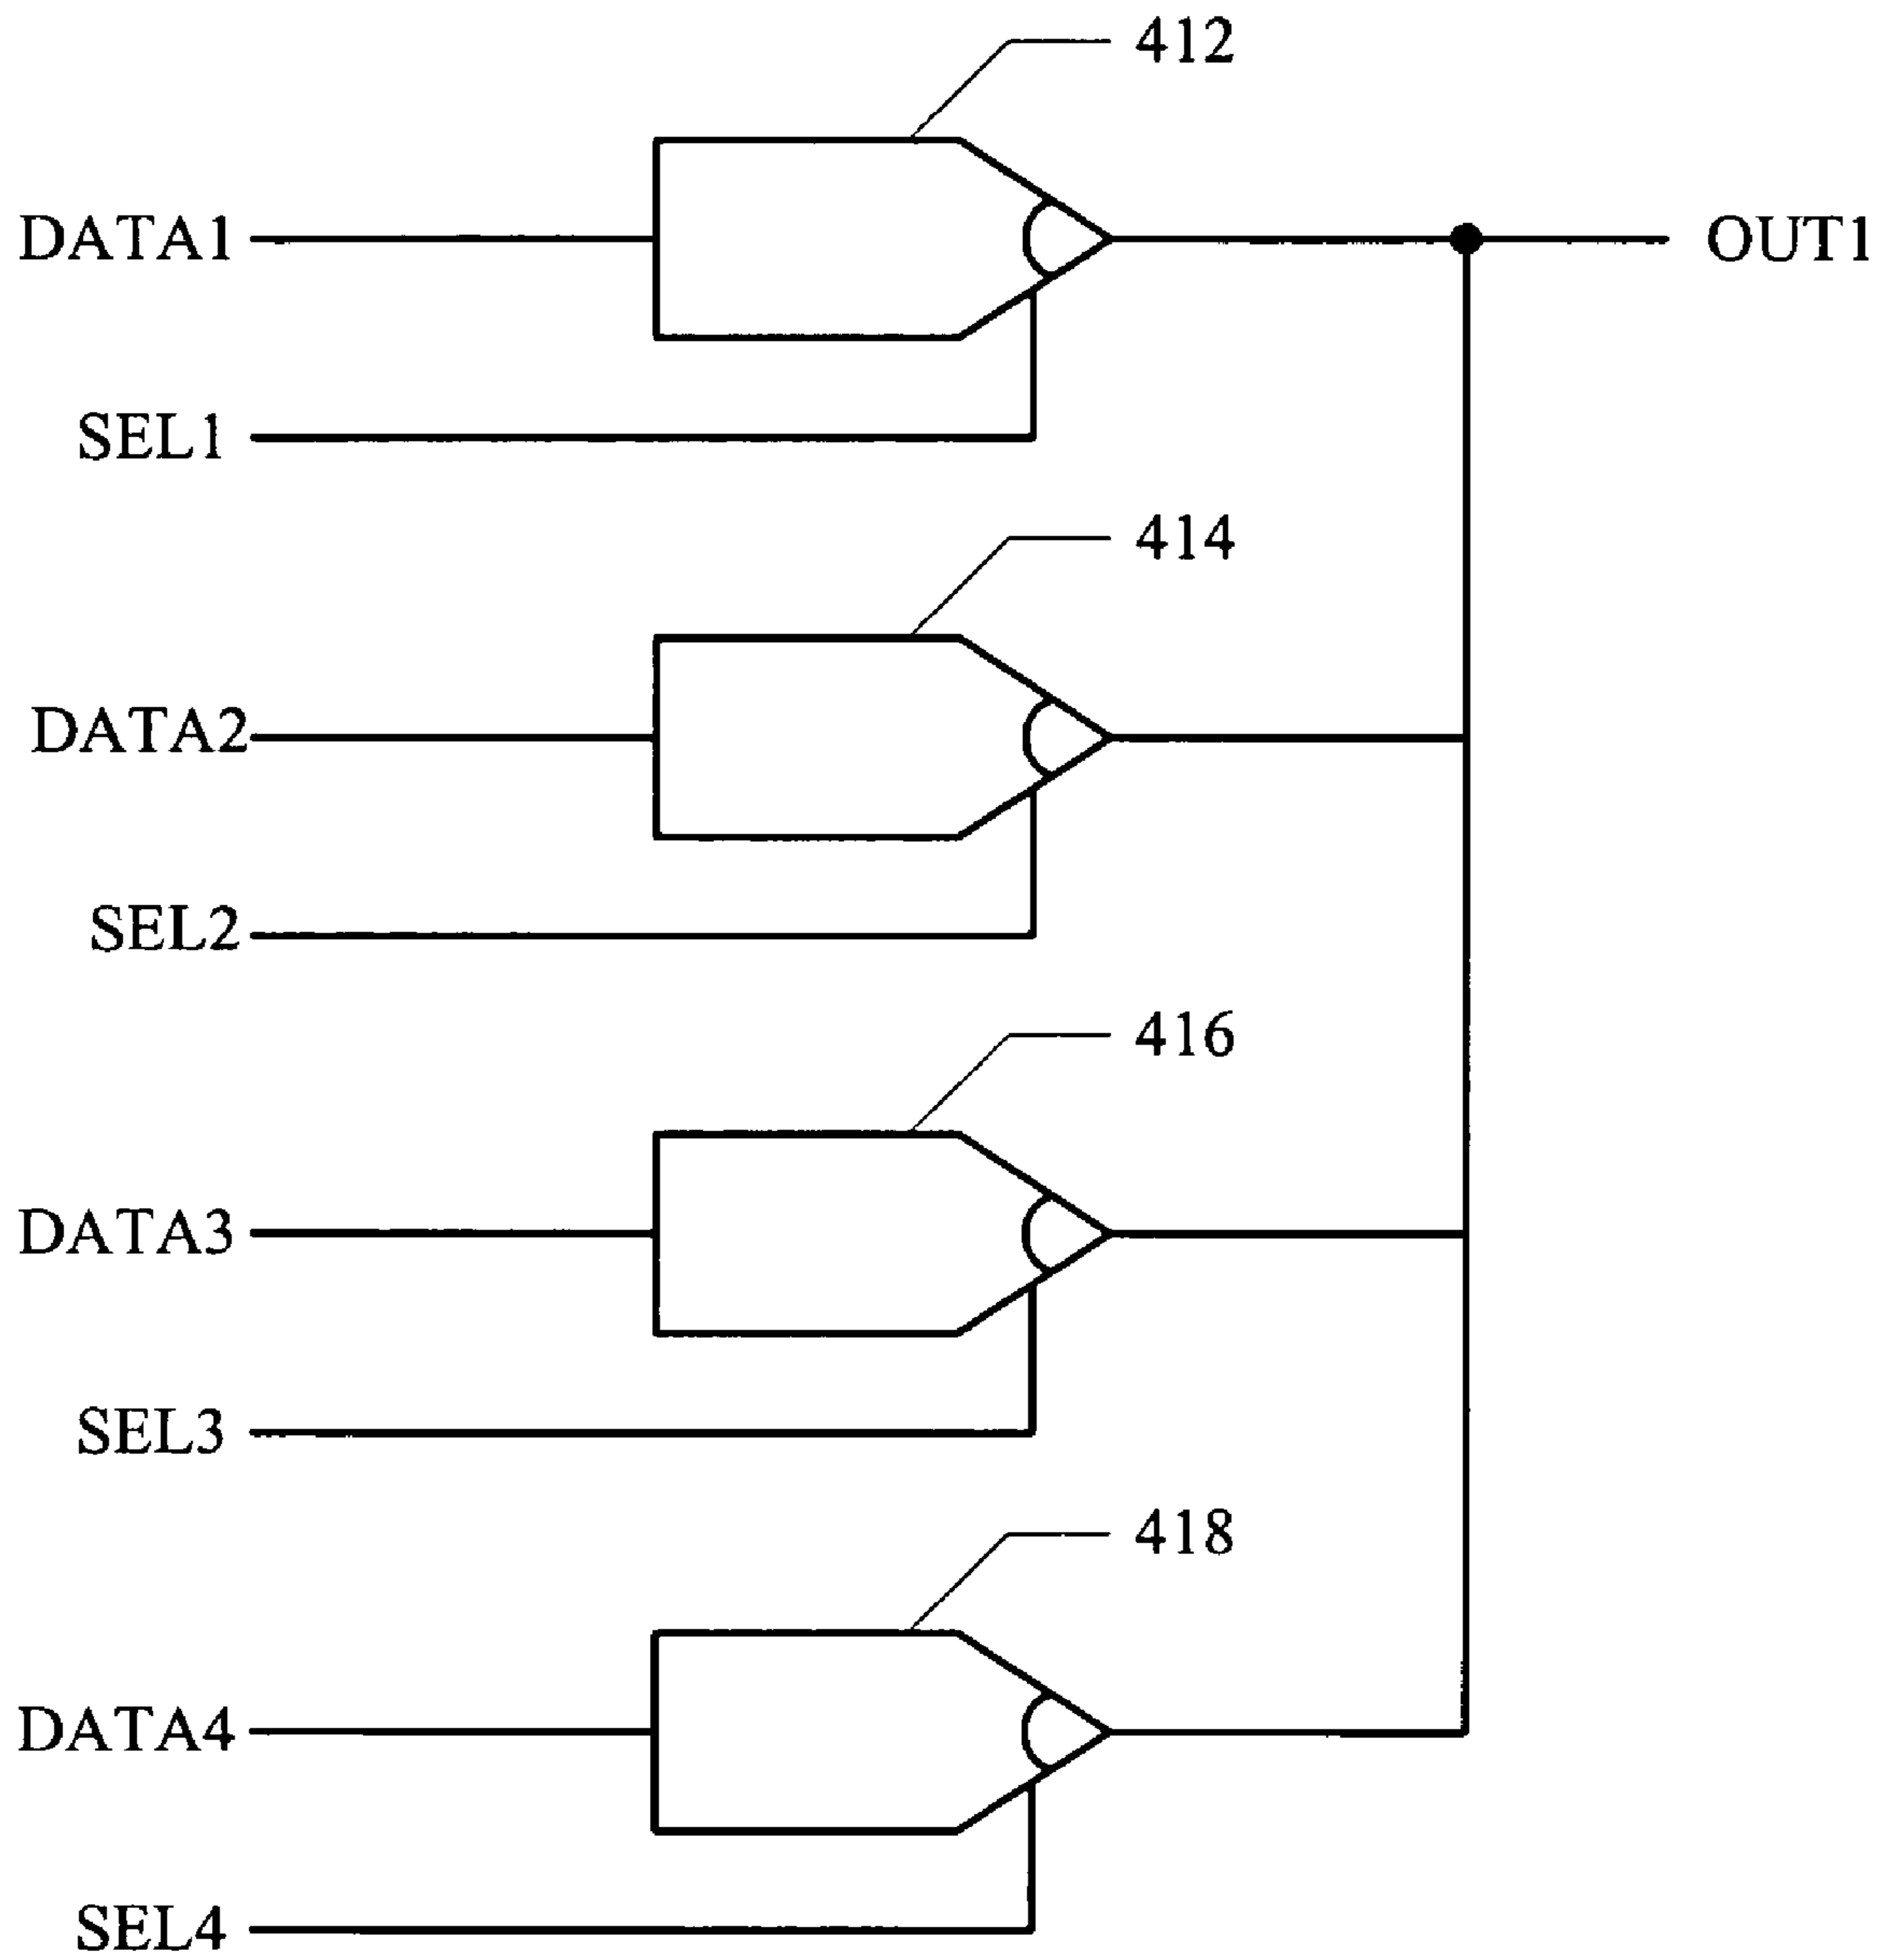 412
DATA1
OUT1
SEL1
414
DATA2
SEL2
416
DATA3
SEL3
418
DATA4
SEL4